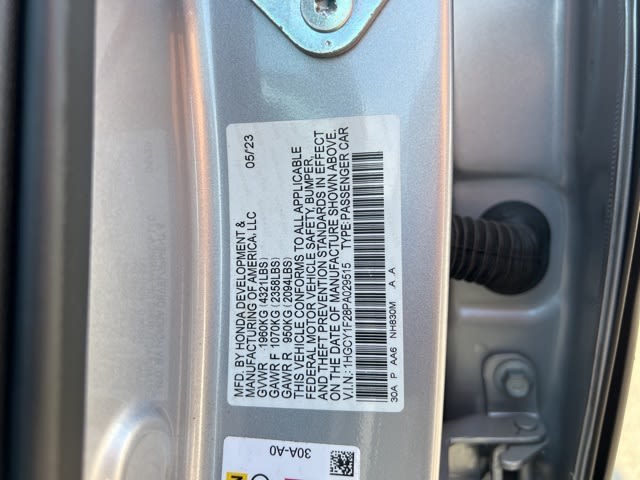 MFD. BY HONDA DEVELOPMENT & 05/23
MANUFACTURING OF AMERICA, LLC
GVWR 1960KG (4321LBS)
GAWR F 1070KG (2358LBS)
GAWR R 950KG (2094LBS)
THIS VEHICLE CONFORMS TO ALL APPLICABLE
FEDERAL MOTOR VEHICLE SAFETY, BUMPER,
AND THEFT PREVENTION STANDARDS IN EFFECT
ON THE DATE OF MANUFACTURE SHOWN ABOVE.
V.I.N.: 1HGCY1F28PA029515 TYPE: PASSENGER CAR
30A P AA6 NH830M A A
30A-A0